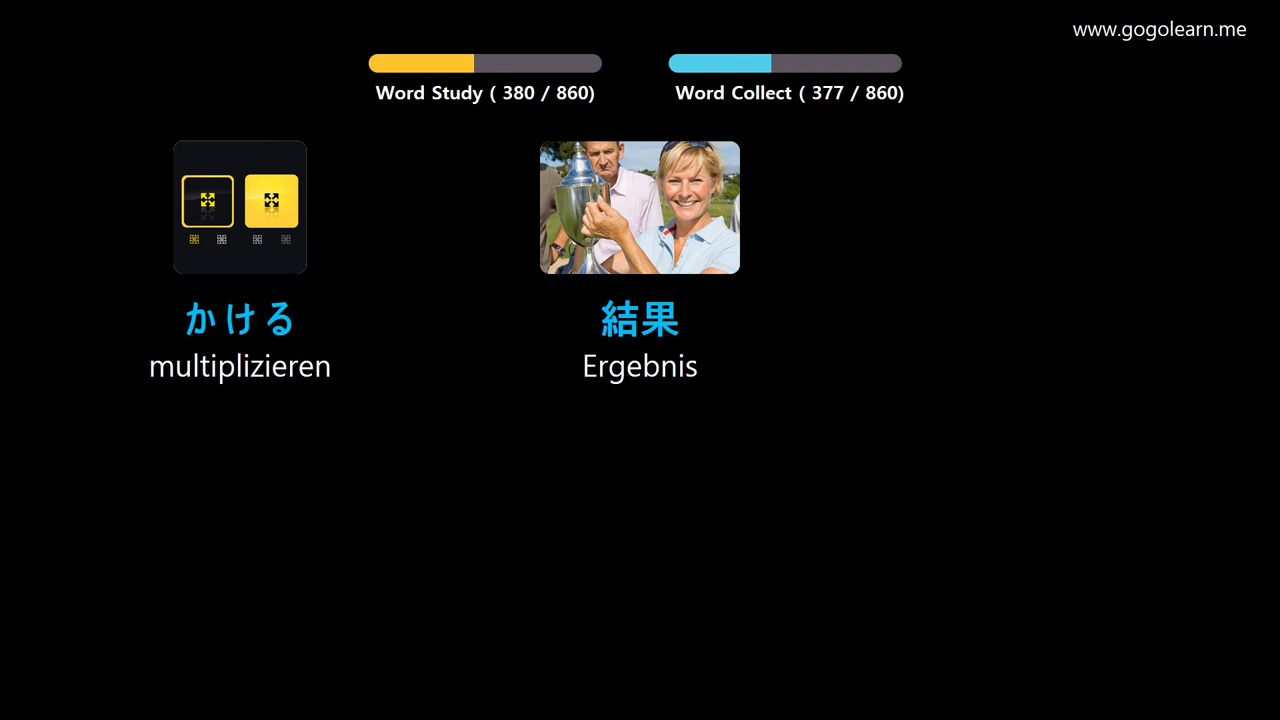 www.gogolearn.me
Word Study ( 380 / 860)
Word Collect ( 377 / 860)
かける
multiplizieren
結果
Ergebnis